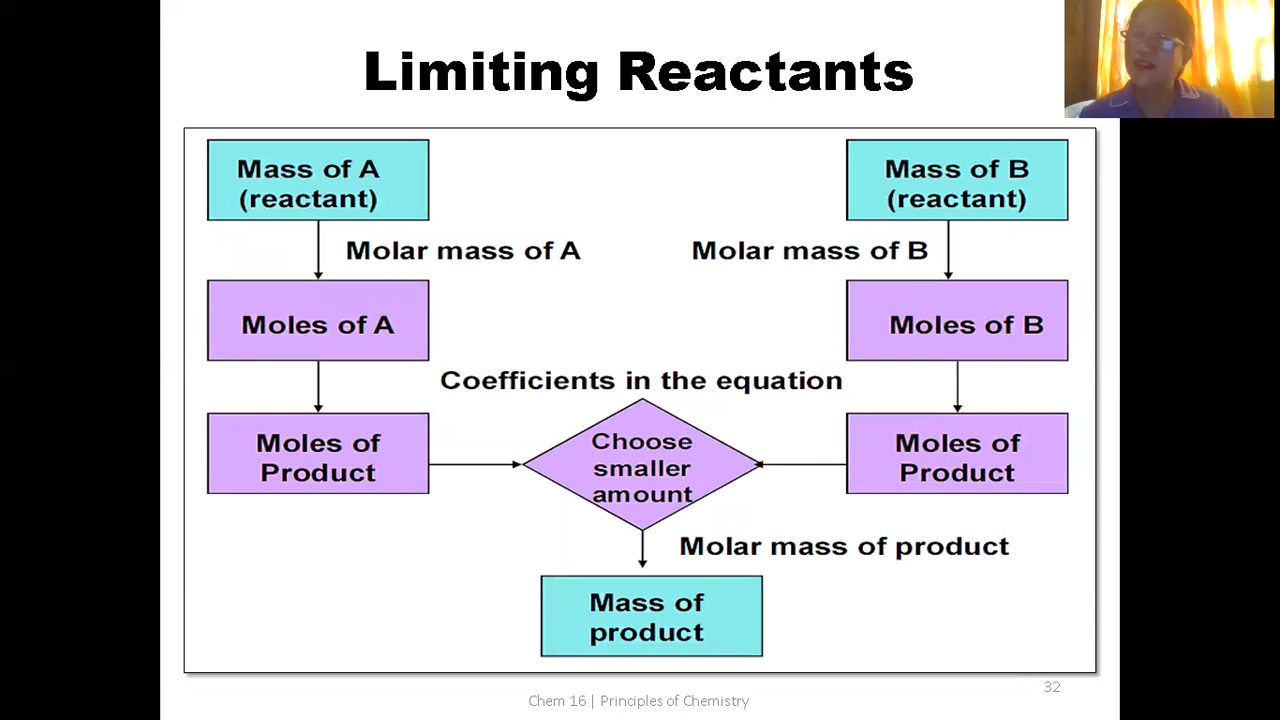 Limiting Reactants
Mass of A
(reactant)
Mass of B
(reactant)
Molar mass of A
Molar mass of B
Moles of A
Moles of B
Coefficients in the equation
Moles of
Product
Choose
smaller
amount
Moles of
Product
Molar mass of product
Mass of
product
Chem 16 | Principles of Chemistry
32